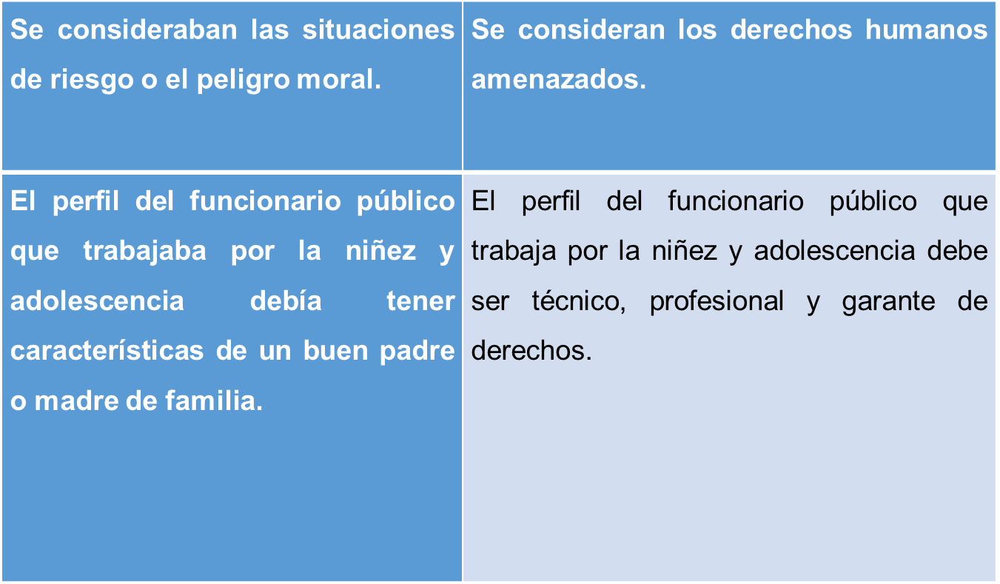 Se consideraban las situaciones
de riesgo o el peligro moral.
Se consideran los derechos humanos
amenazados.
El perfil del funcionario público
que trabajaba por la niñez y
adolescencia debía tener
características de un buen padre
o madre de familia.
El perfil del funcionario público que
trabaja por la niñez y adolescencia debe
ser técnico, profesional y garante de
derechos.